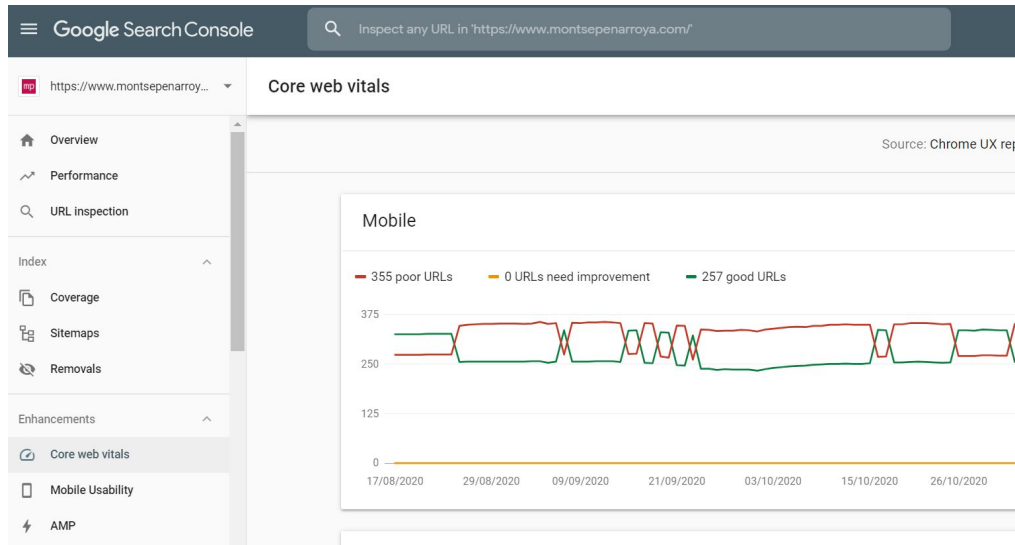 Google Search Console
Inspect any URL in 'https://www.montsepenarroya.com/'
mp
https://www.montsepenarroy...
Core web vitals
Overview
Performance
URL inspection
Index
Coverage
Sitemaps
Removals
Enhancements
Core web vitals
Mobile Usability
AMP
Source: Chrome UX rep
Mobile
355 poor URLs
0 URLs need improvement
257 good URLs
375
250
125
0
17/08/2020
29/08/2020
09/09/2020
21/09/2020
03/10/2020
15/10/2020
26/10/2020